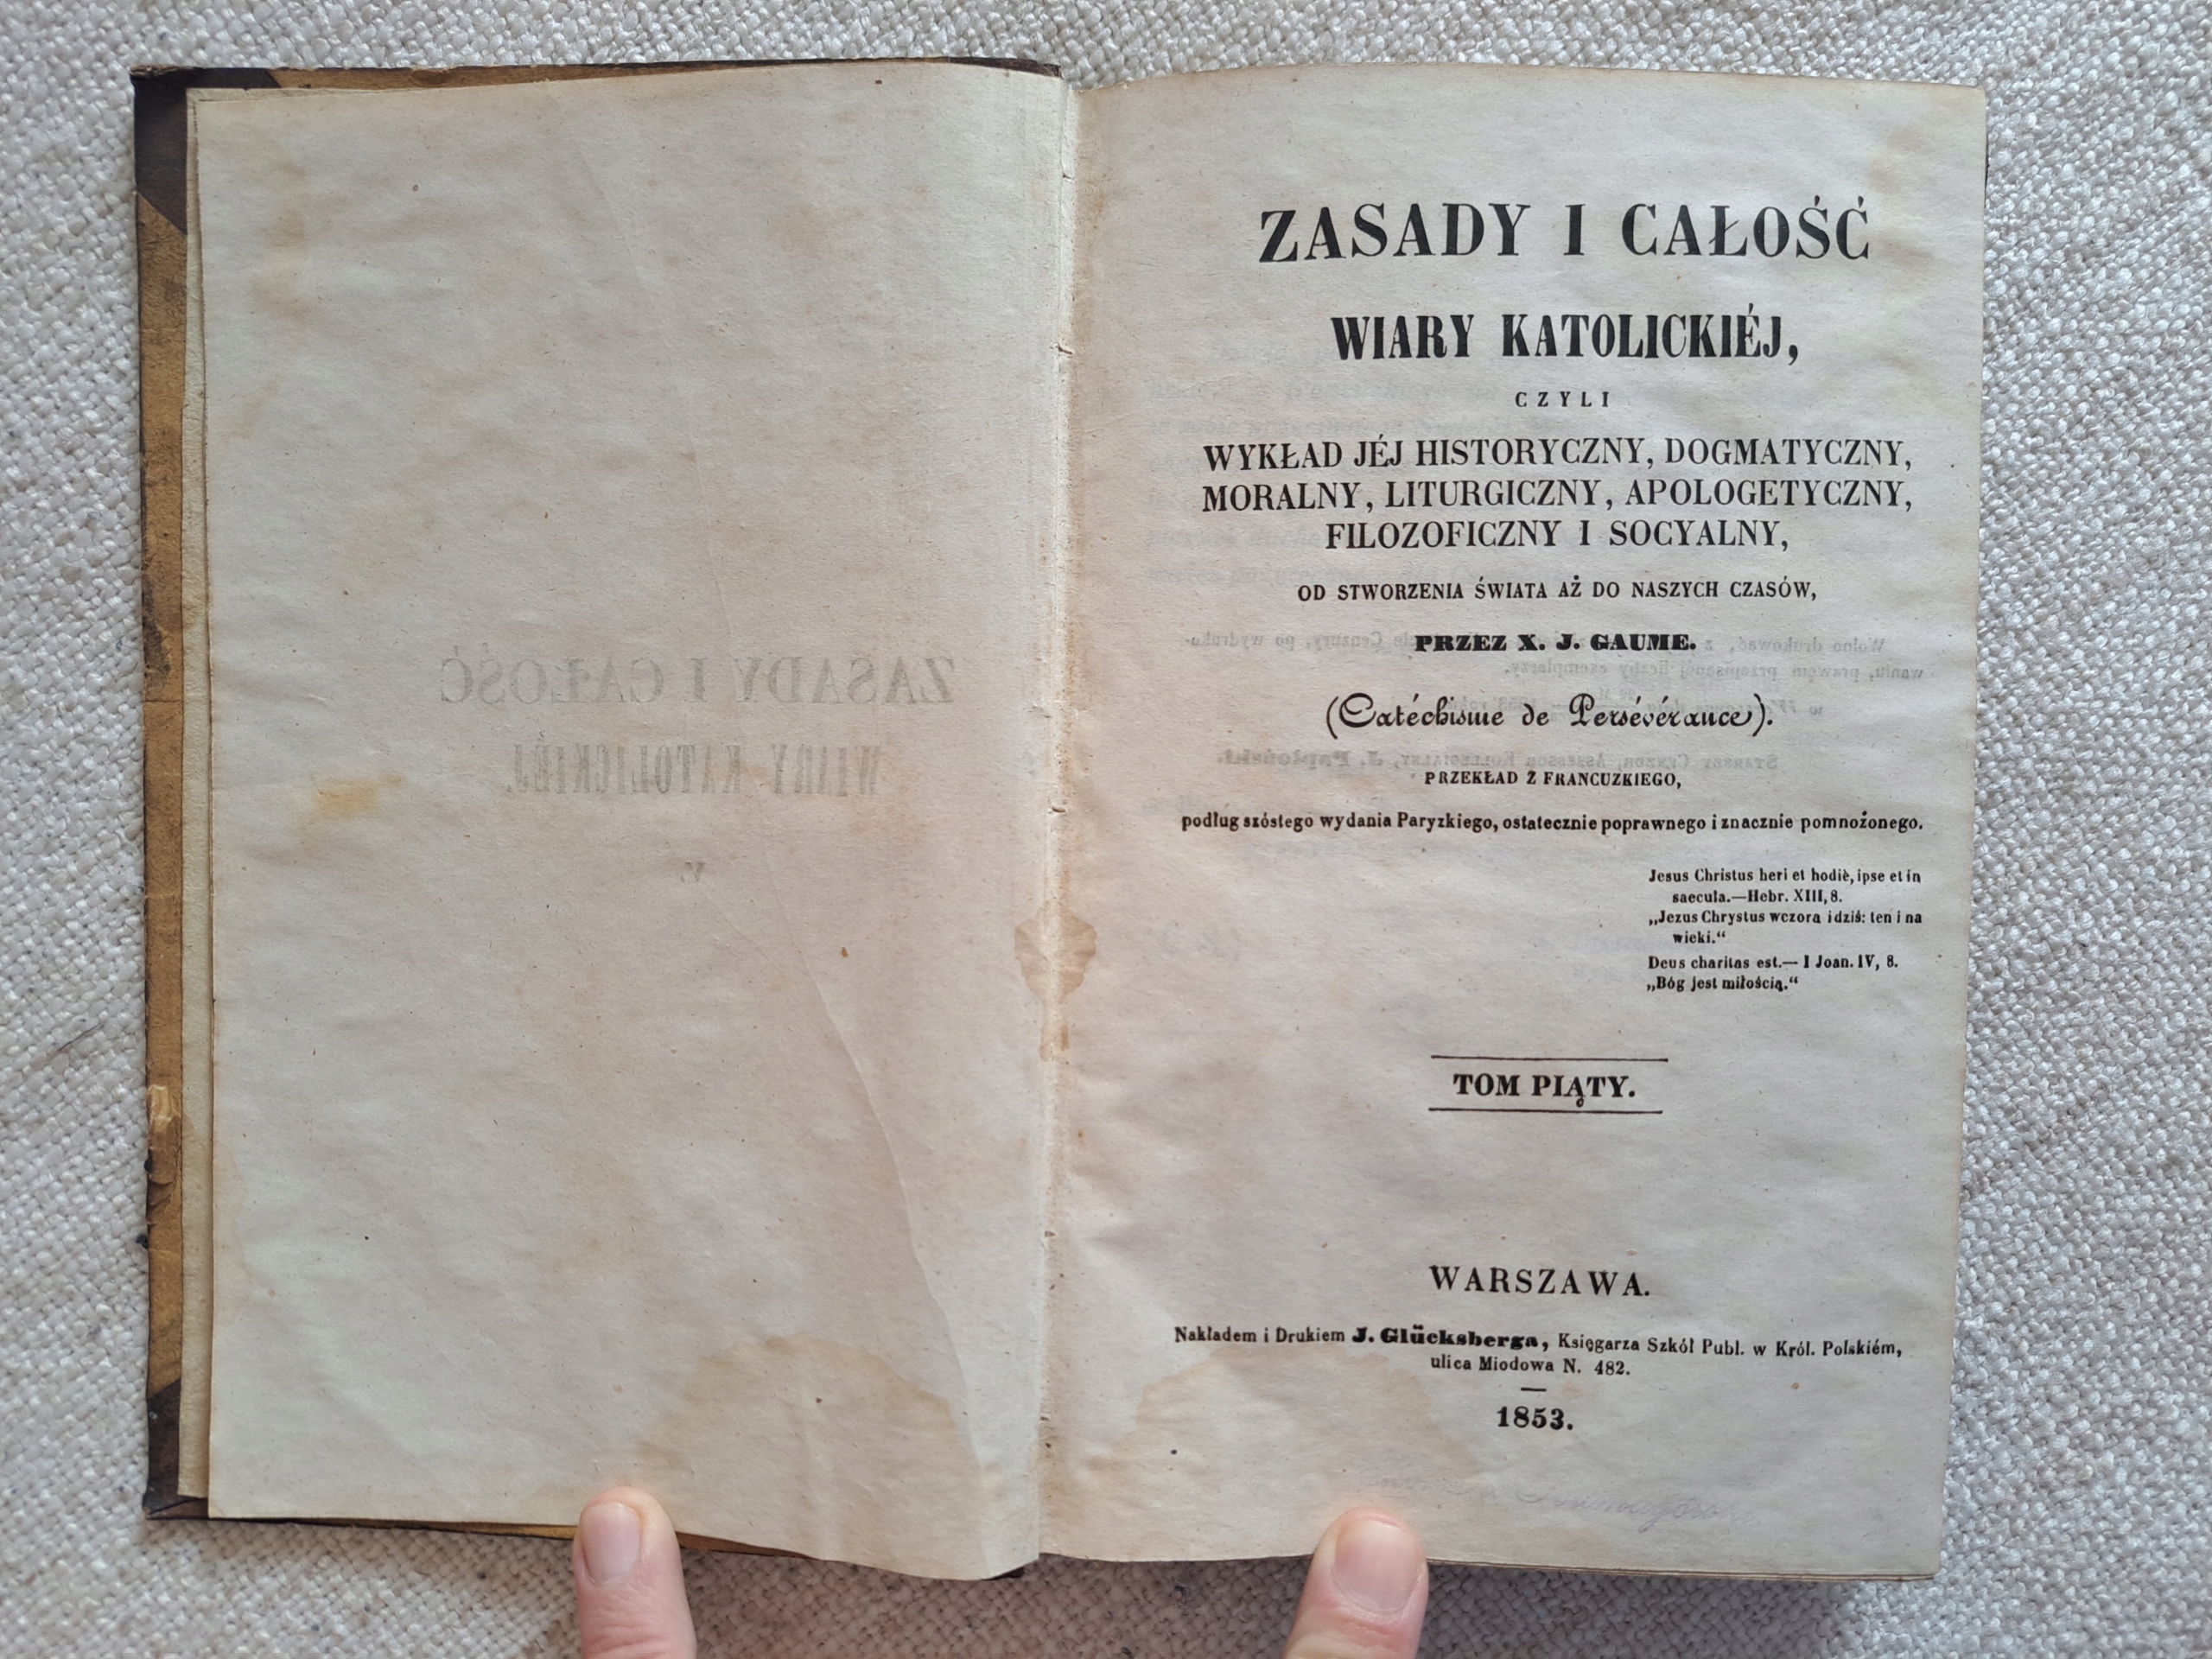 ZASADY I CAŁOŚĆ
WIARY KATOLICKIÉJ,
CZYLI
WYKŁAD JÉJ HISTORYCZNY, DOGMATYCZNY,
MORALNY, LITURGICZNY, APOLOGETYCZNY,
FILOZOFICZNY I SOCYALNY,
OD STWORZENIA ŚWIATA AŻ DO NASZYCH CZASÓW,
PRZEZ X. J. GAUME.
(Catéchisme de Persévérance).
PRZEKŁAD Z FRANCUZKIEGO,
podług szóstego wydania Paryzkiego, ostatecznie poprawnego i znacznie pomnożonego.
Jesus Christus heri et hodiè, ipse et in
saecula.—Hebr. XIII, 8.
„Jezus Chrystus wczora i dziś: ten i na
wieki.“
Deus charitas est.— I Joan. IV, 8.
„Bóg jest miłością.“
TOM PIĄTY.
WARSZAWA.
Nakładem i Drukiem J. Glücksberga, Księgarza Szkół Publ. w Król. Polskiém,
ulica Miodowa N. 482.
1853.